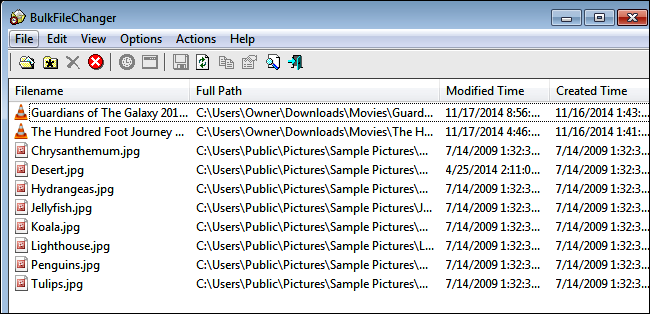 BulkFileChanger
File Edit View Options Actions Help
Filename Full Path Modified Time Created Time
Guardians of The Galaxy 201... C:\Users\Owner\Downloads\Movies\Guard... 11/17/2014 8:56:... 11/16/2014 1:43:...
The Hundred Foot Journey ... C:\Users\Owner\Downloads\Movies\The H... 11/17/2014 4:46:... 11/16/2014 1:41:...
Chrysanthemum.jpg C:\Users\Public\Pictures\Sample Pictures\... 7/14/2009 1:32:3... 7/14/2009 1:32:3...
Desert.jpg C:\Users\Public\Pictures\Sample Pictures\... 4/25/2014 2:11:0... 7/14/2009 1:32:3...
Hydrangeas.jpg C:\Users\Public\Pictures\Sample Pictures\... 7/14/2009 1:32:3... 7/14/2009 1:32:3...
Jellyfish.jpg C:\Users\Public\Pictures\Sample Pictures\J... 7/14/2009 1:32:3... 7/14/2009 1:32:3...
Koala.jpg C:\Users\Public\Pictures\Sample Pictures\... 7/14/2009 1:32:3... 7/14/2009 1:32:3...
Lighthouse.jpg C:\Users\Public\Pictures\Sample Pictures\L... 7/14/2009 1:32:3... 7/14/2009 1:32:3...
Penguins.jpg C:\Users\Public\Pictures\Sample Pictures\... 7/14/2009 1:32:3... 7/14/2009 1:32:3...
Tulips.jpg C:\Users\Public\Pictures\Sample Pictures\... 7/14/2009 1:32:3... 7/14/2009 1:32:3...